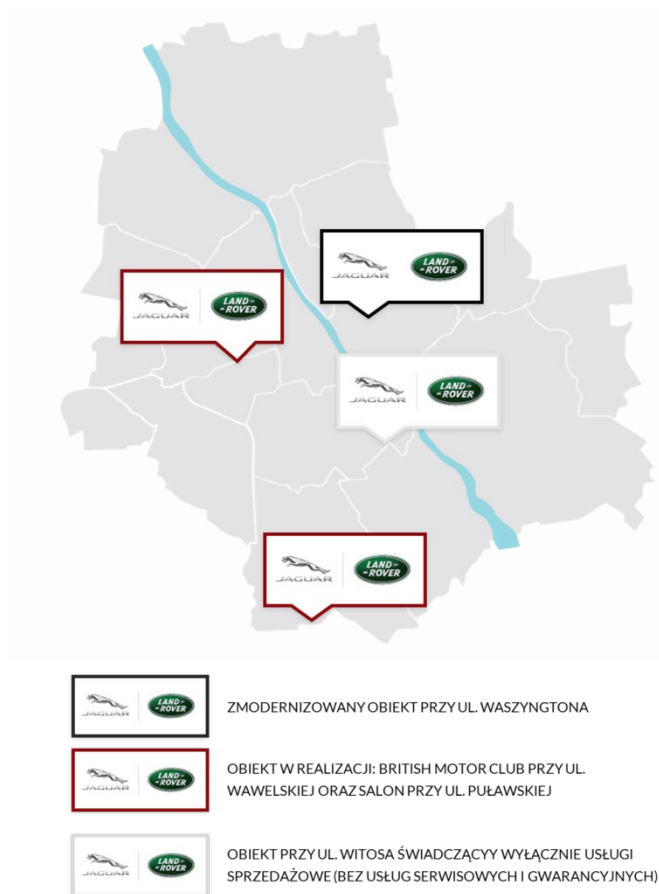 JAGUAR LAND-ROVER
JAGUAR LAND-ROVER
JAGUAR LAND-ROVER
JAGUAR LAND-ROVER
JAGUAR LAND-ROVER ZMODERNIZOWANY OBIEKT PRZY UL. WASZYNGTONA
JAGUAR LAND-ROVER OBIEKT W REALIZACJI: BRITISH MOTOR CLUB PRZY UL.
WAWELSKIEJ ORAZ SALON PRZY UL. PUŁAWSKIEJ
JAGUAR LAND-ROVER OBIEKT PRZY UL. WITOSA ŚWIADCZĄCYY WYŁĄCZNIE USŁUGI
SPRZEDAŻOWE (BEZ USŁUG SERWISOWYCH I GWARANCYJNYCH)